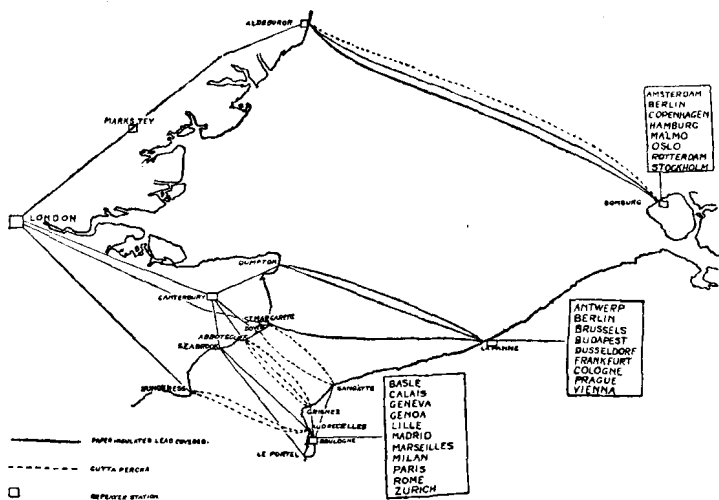 ALDEBURGH
MARKS TEY
AMSTERDAM
BERLIN
COPENHAGEN
HAMBURG
MALMO
OSLO
ROTTERDAM
STOCKHOLM
DOMBURG
LONDON
DUMPTON
CANTERBURY
ST. MARGARETS
DOVER
ABBOTSCLIFF
SEABROOK
LA PANNE
ANTWERP
BERLIN
BRUSSELS
BUDAPEST
DUSSELDORF
FRANKFURT
COLOGNE
PRAGUE
VIENNA
DUNGENESS
SANGATTE
GRISNEZ
AUDRECELLES
BOULOGNE
LE PORTEL
BASLE
CALAIS
GENEVA
GENOA
LILLE
MADRID
MARSEILLES
MILAN
PARIS
ROME
ZURICH
PAPER INSULATED LEAD COVERED.
GUTTA PERCHA
REPEATER STATION